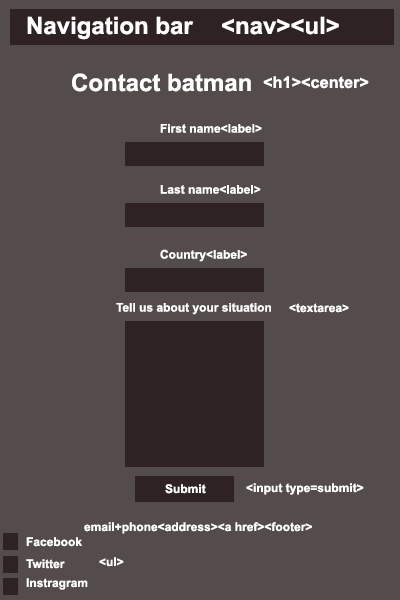 Navigation bar <nav><ul>
Contact batman <h1><center>
First name<label>
Last name<label>
Country<label>
Tell us about your situation <textarea>
Submit <input type=submit>
email+phone<address><a href><footer>
Facebook
Twitter <ul>
Instragram